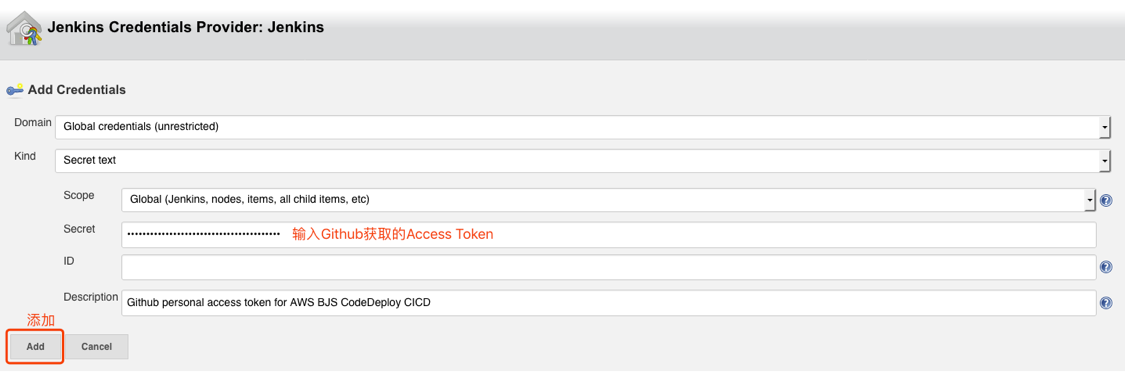 Jenkins Credentials Provider: Jenkins
Add Credentials
Domain Global credentials (unrestricted)
Kind Secret text
Scope Global (Jenkins, nodes, items, all child items, etc)
Secret •••••••••••••••••••••••••••••••••••••••• 输入Github获取的Access Token
ID
Description Github personal access token for AWS BJS CodeDeploy CICD
添加
Add Cancel